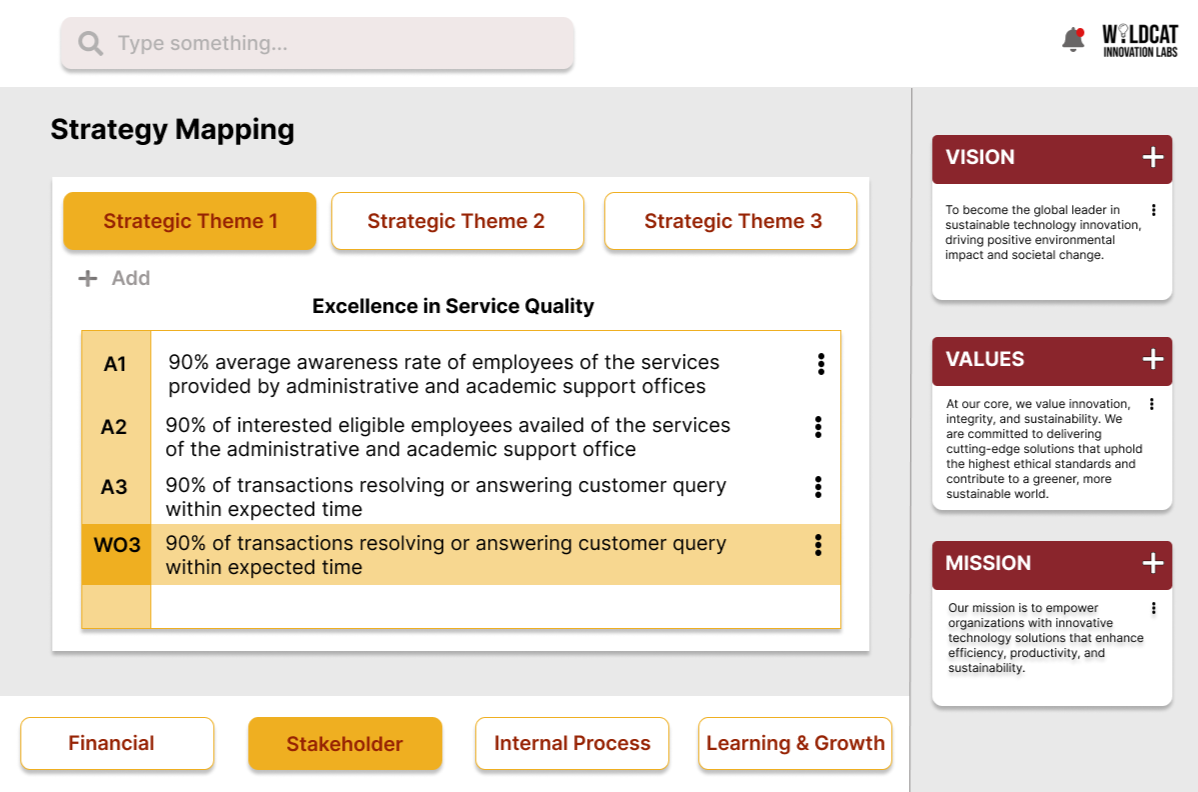 Type something...
WILDCAT
INNOVATION LABS
Strategy Mapping
Strategic Theme 1
Strategic Theme 2
Strategic Theme 3
+ Add
Excellence in Service Quality
A1
90% average awareness rate of employees of the services
provided by administrative and academic support offices
A2
90% of interested eligible employees availed of the services
of the administrative and academic support office
A3
90% of transactions resolving or answering customer query
within expected time
WO3
90% of transactions resolving or answering customer query
within expected time
Financial
Stakeholder
Internal Process
Learning & Growth
VISION
To become the global leader in
sustainable technology innovation,
driving positive environmental
impact and societal change.
VALUES
At our core, we value innovation,
integrity, and sustainability. We
are committed to delivering
cutting-edge solutions that uphold
the highest ethical standards and
contribute to a greener, more
sustainable world.
MISSION
Our mission is to empower
organizations with innovative
technology solutions that enhance
efficiency, productivity, and
sustainability.